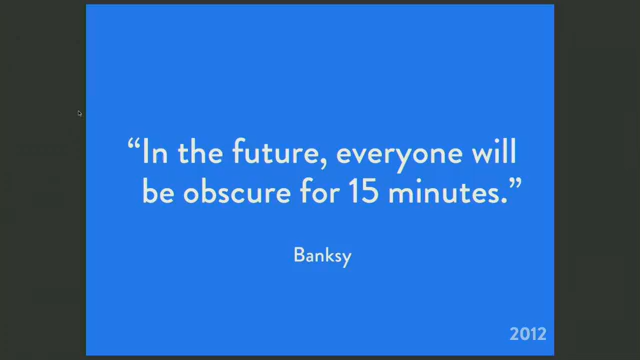 “In the future, everyone will
be obscure for 15 minutes.”
Banksy
2012